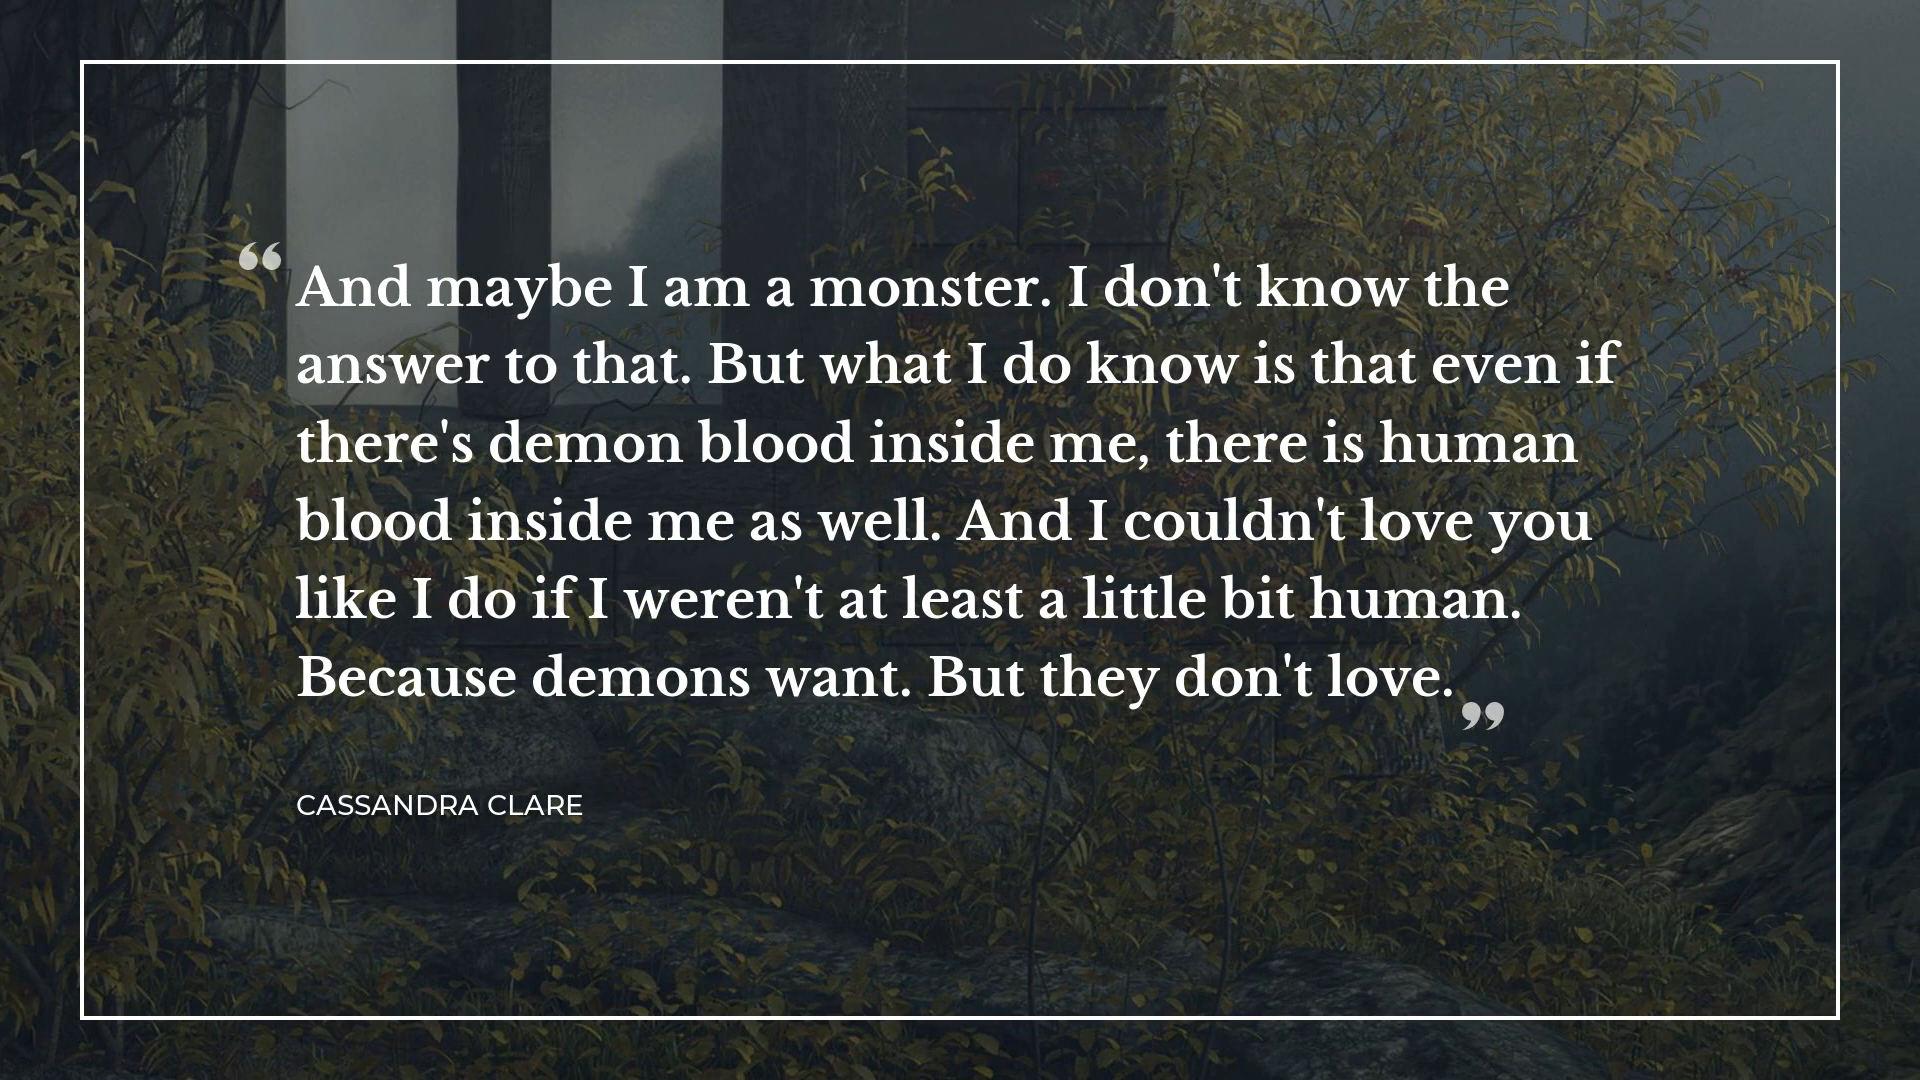 “And maybe I am a monster. I don't know the
answer to that. But what I do know is that even if
there's demon blood inside me, there is human
blood inside me as well. And I couldn't love you
like I do if I weren't at least a little bit human.
Because demons want. But they don't love.”
CASSANDRA CLARE